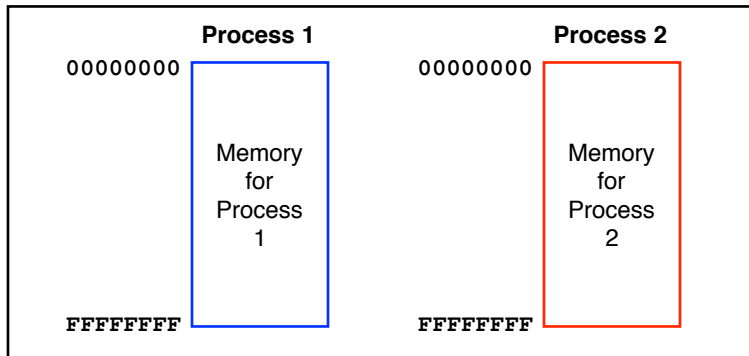 Process 1
00000000
Memory
for
Process
1
FFFFFFFF
Process 2
00000000
Memory
for
Process
2
FFFFFFFF